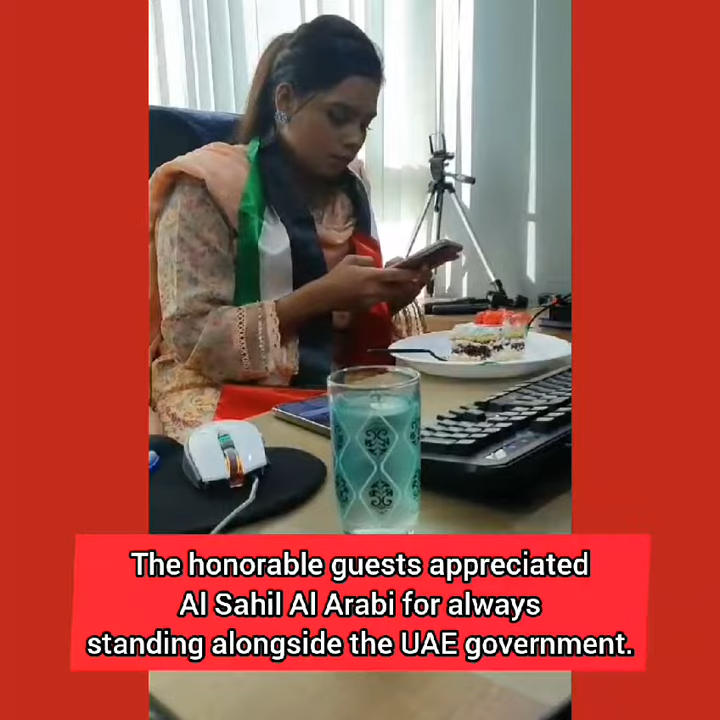 The honorable guests appreciated
Al Sahil Al Arabi for always
standing alongside the UAE government.